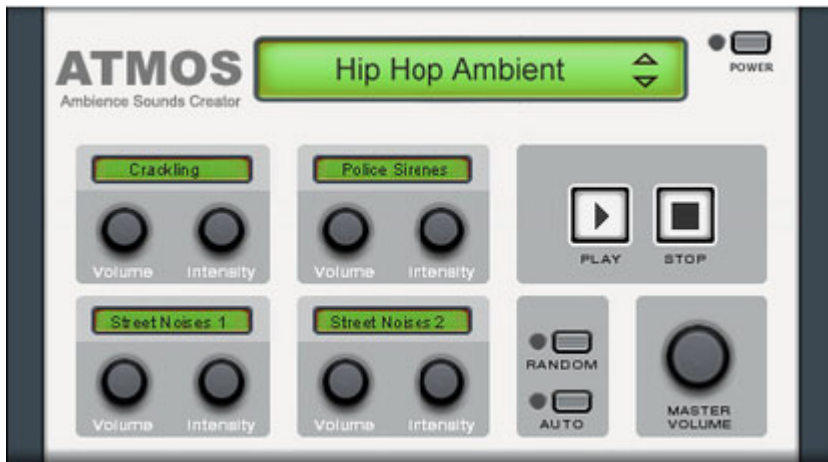 ATMOS
Ambience Sounds Creator
Hip Hop Ambient
POWER
Crackling
Volume Intensity
Police Sirenes
Volume Intensity
PLAY STOP
Street Noises 1
Volume Intensity
Street Noises 2
Volume Intensity
RANDOM
AUTO
MASTER
VOLUME